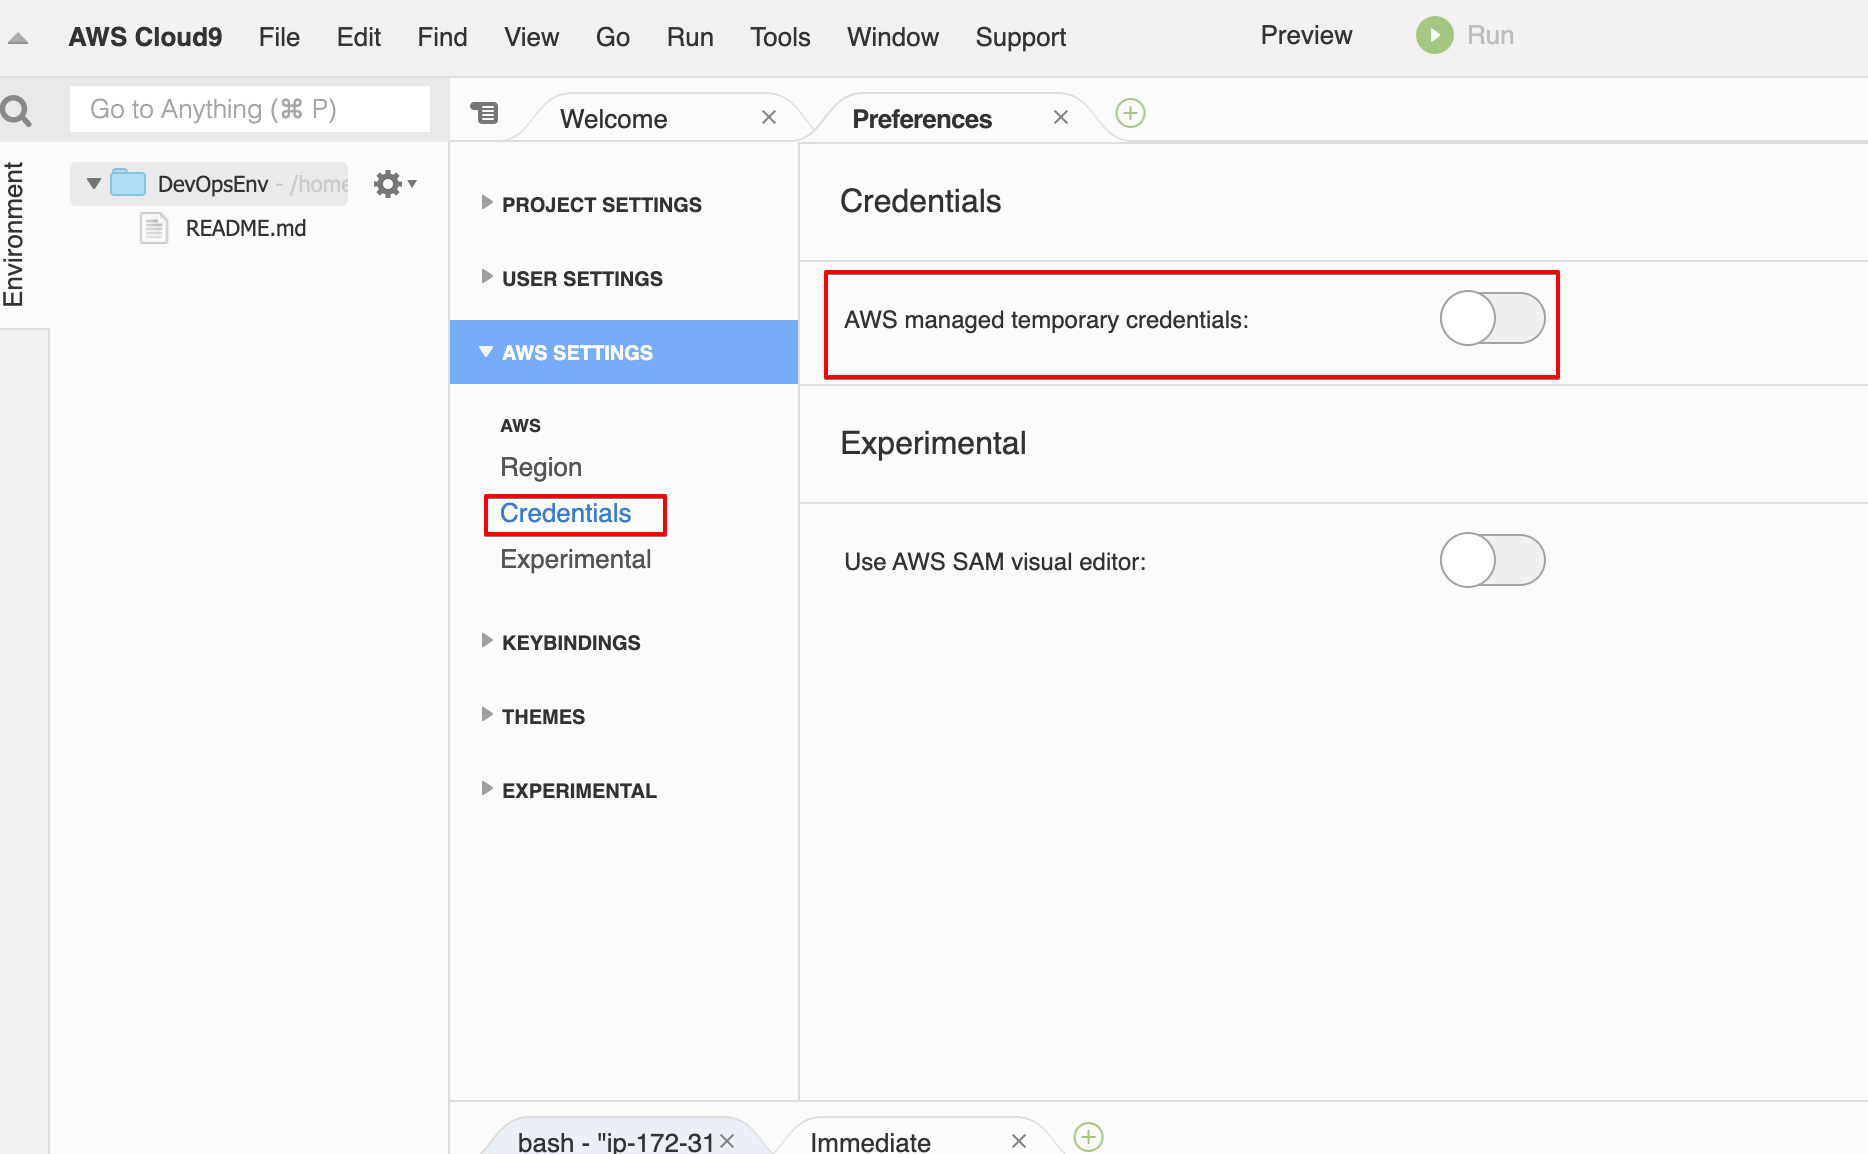 AWS Cloud9 File Edit Find View Go Run Tools Window Support Preview Run
Go to Anything (⌘ P)
Welcome
Preferences
Environment
DevOpsEnv - /home
README.md
PROJECT SETTINGS
USER SETTINGS
AWS SETTINGS
AWS
Region
Credentials
Experimental
KEYBINDINGS
THEMES
EXPERIMENTAL
Credentials
AWS managed temporary credentials:
Experimental
Use AWS SAM visual editor:
bash - "ip-172-31
Immediate